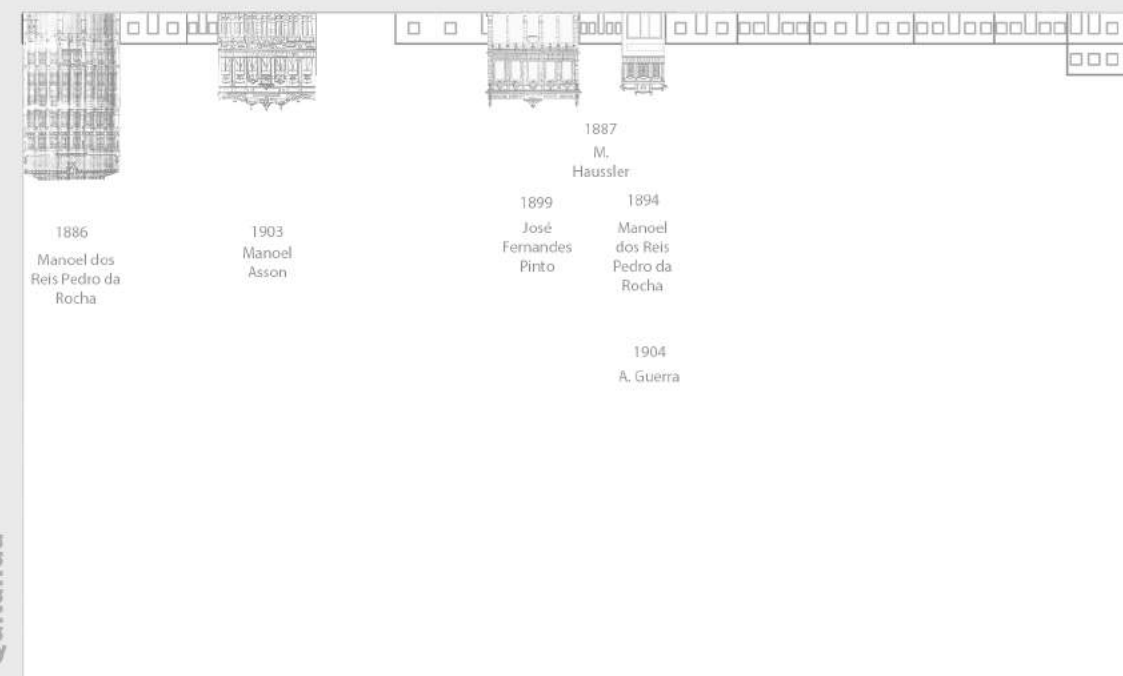 1887
M.
Haussler
1899
José
Fernandes
Pinto
1894
Manoel
dos Reis
Pedro da
Rocha
1886
Manoel dos
Reis Pedro da
Rocha
1903
Manoel
Asson
1904
A. Guerra